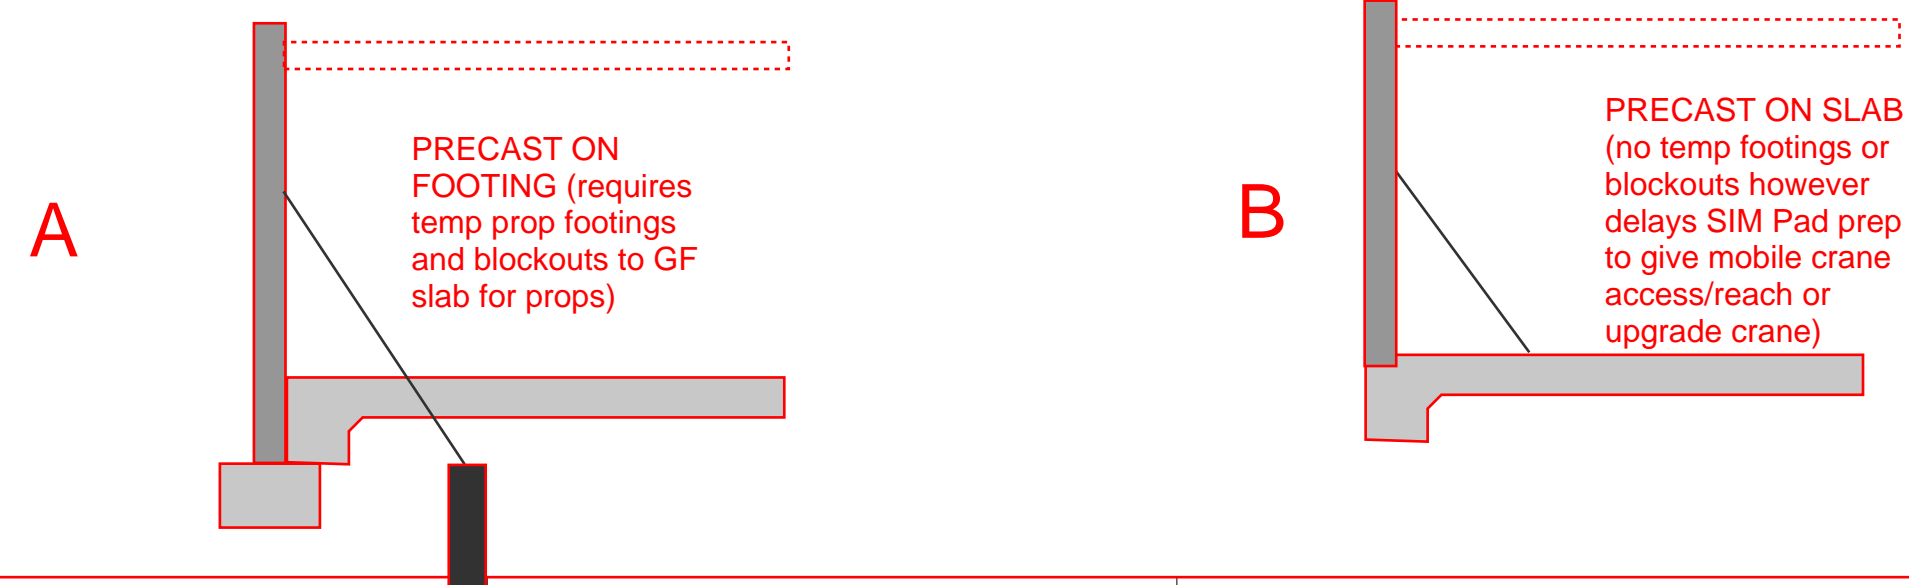 A
PRECAST ON
FOOTING (requires
temp prop footings
and blockouts to GF
slab for props)
B
PRECAST ON SLAB
(no temp footings or
blockouts however
delays SIM Pad prep
to give mobile crane
access/reach or
upgrade crane)